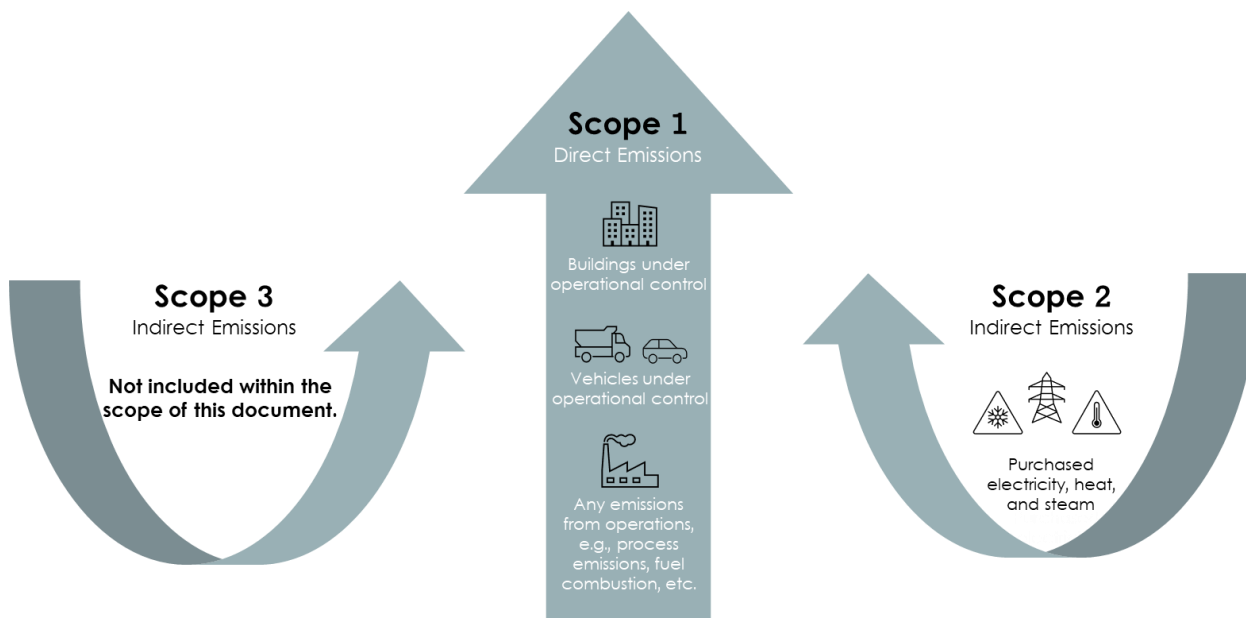 Scope 1
Direct Emissions
Buildings under
operational control
Vehicles under
operational control
Any emissions
from operations,
e.g., process
emissions, fuel
combustion, etc.
Scope 3
Indirect Emissions
Not included within the
scope of this document.
Scope 2
Indirect Emissions
Purchased
electricity, heat,
and steam